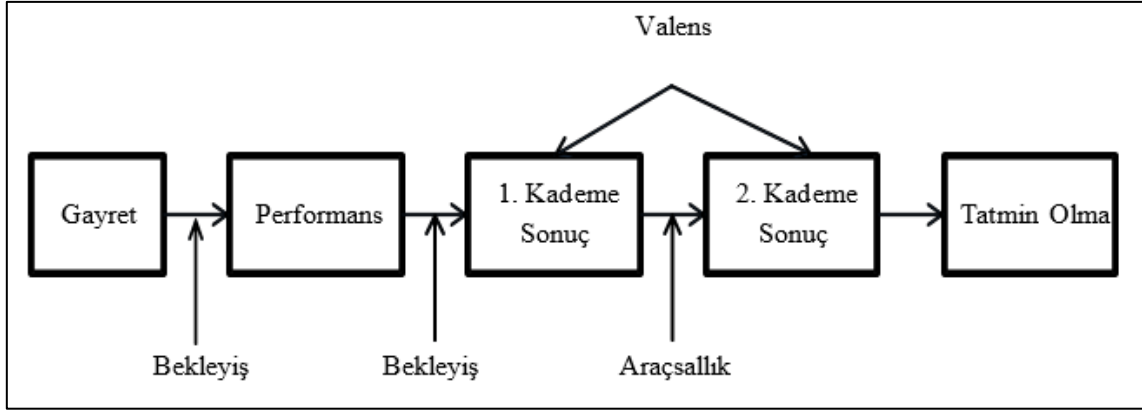 Valens
Gayret
Performans
1. Kademe
Sonuç
2. Kademe
Sonuç
Tatmin Olma
Bekleyiş
Bekleyiş
Araçsallık